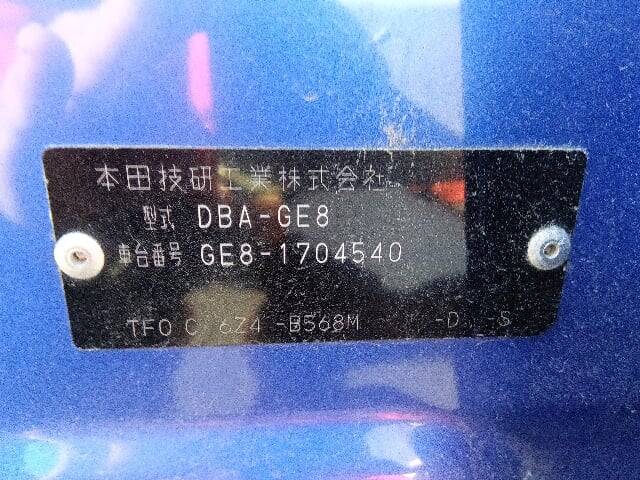 本田技研工業株式会社
型式 DBA-GE8
車台番号 GE8-1704540
TF0 C 6Z4 -B568M -D -S